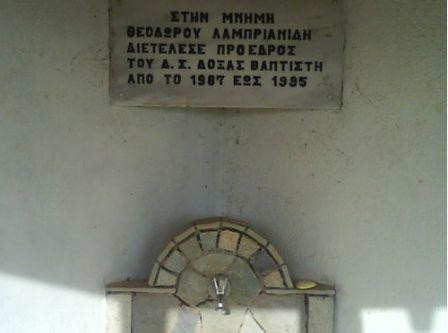 ΣΤΗΝ ΜΝΗΜΗ
ΘΕΟΔΩΡΟΥ ΛΑΜΠΡΙΑΝΙΔΗ
ΔΙΕΤΕΛΕΣΕ ΠΡΟΕΔΡΟΣ
ΤΟΥ Δ.Σ. ΔΟΞΑΣ ΒΑΠΤΙΣΤΗ
ΑΠΟ ΤΟ 1987 ΕΩΣ 1995